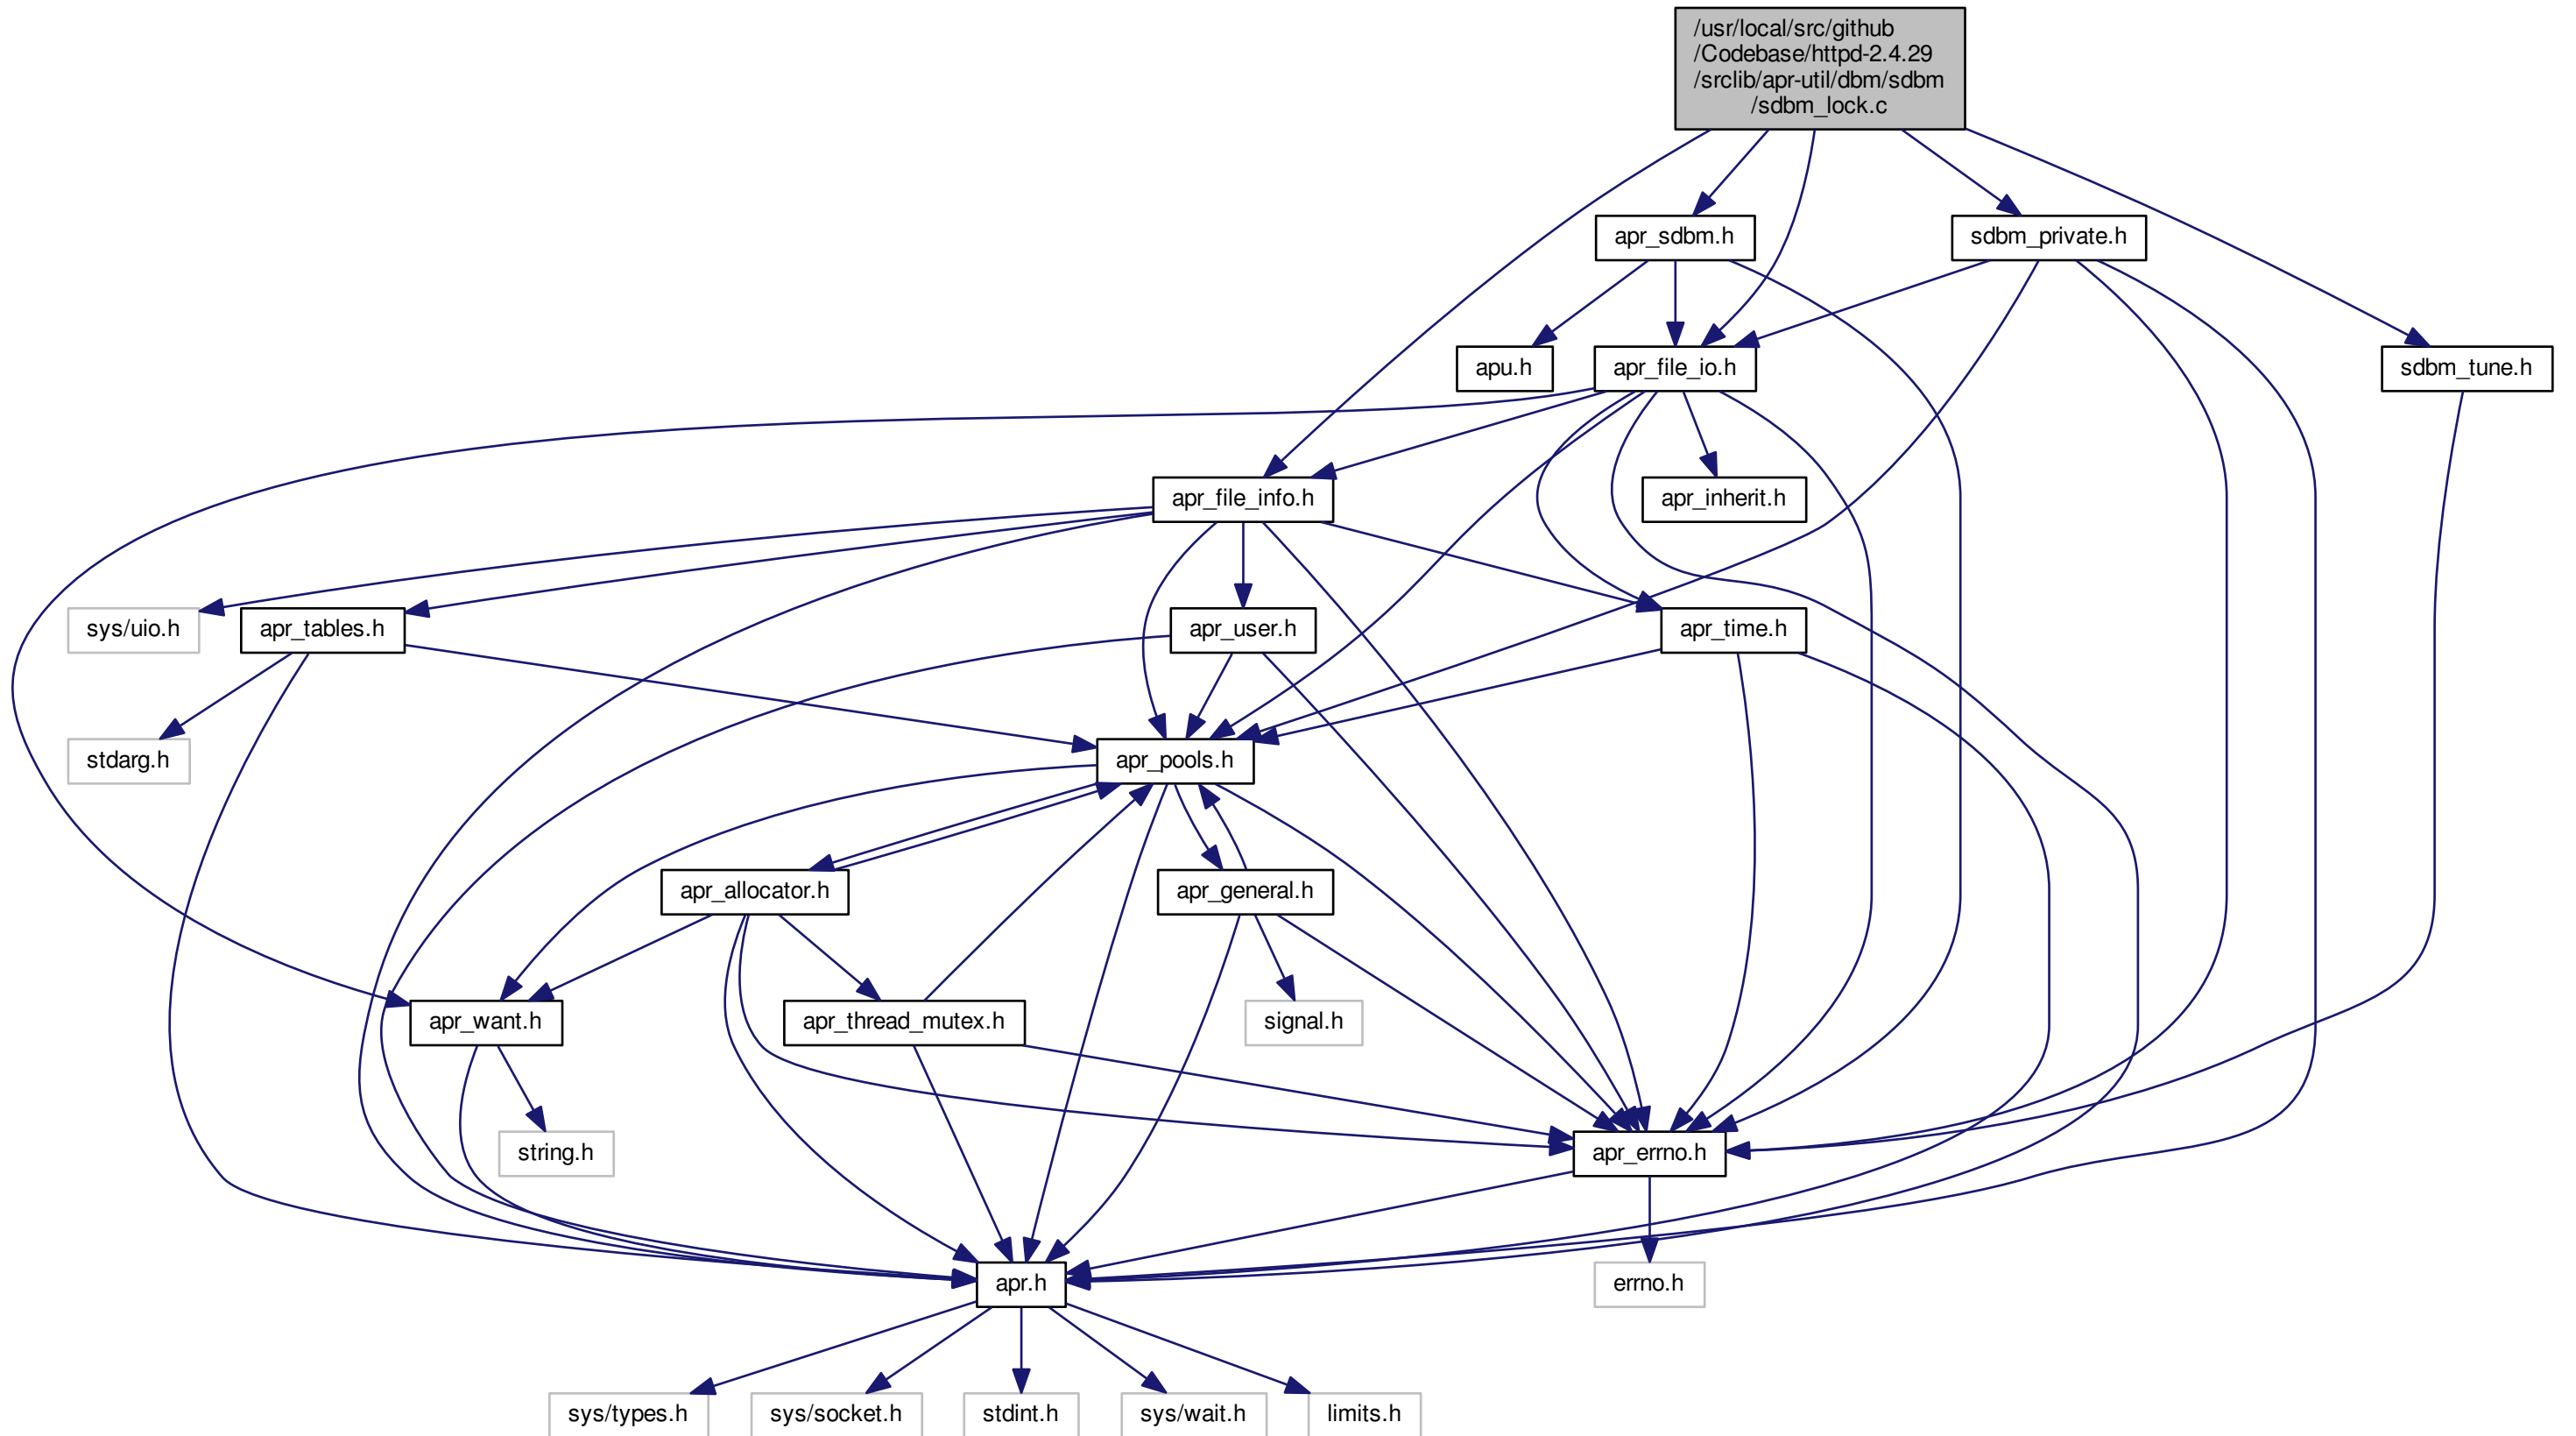 /usr/local/src/github
/Codebase/httpd-2.4.29
/srclib/apr-util/dbm/sdbm
/sdbm_lock.c
apr_sdbm.h
sdbm_private.h
apu.h
apr_file_io.h
sdbm_tune.h
apr_file_info.h
apr_inherit.h
sys/uio.h
apr_tables.h
apr_user.h
apr_time.h
stdarg.h
apr_pools.h
apr_allocator.h
apr_general.h
apr_want.h
apr_thread_mutex.h
signal.h
string.h
apr_errno.h
apr.h
errno.h
sys/types.h
sys/socket.h
stdint.h
sys/wait.h
limits.h